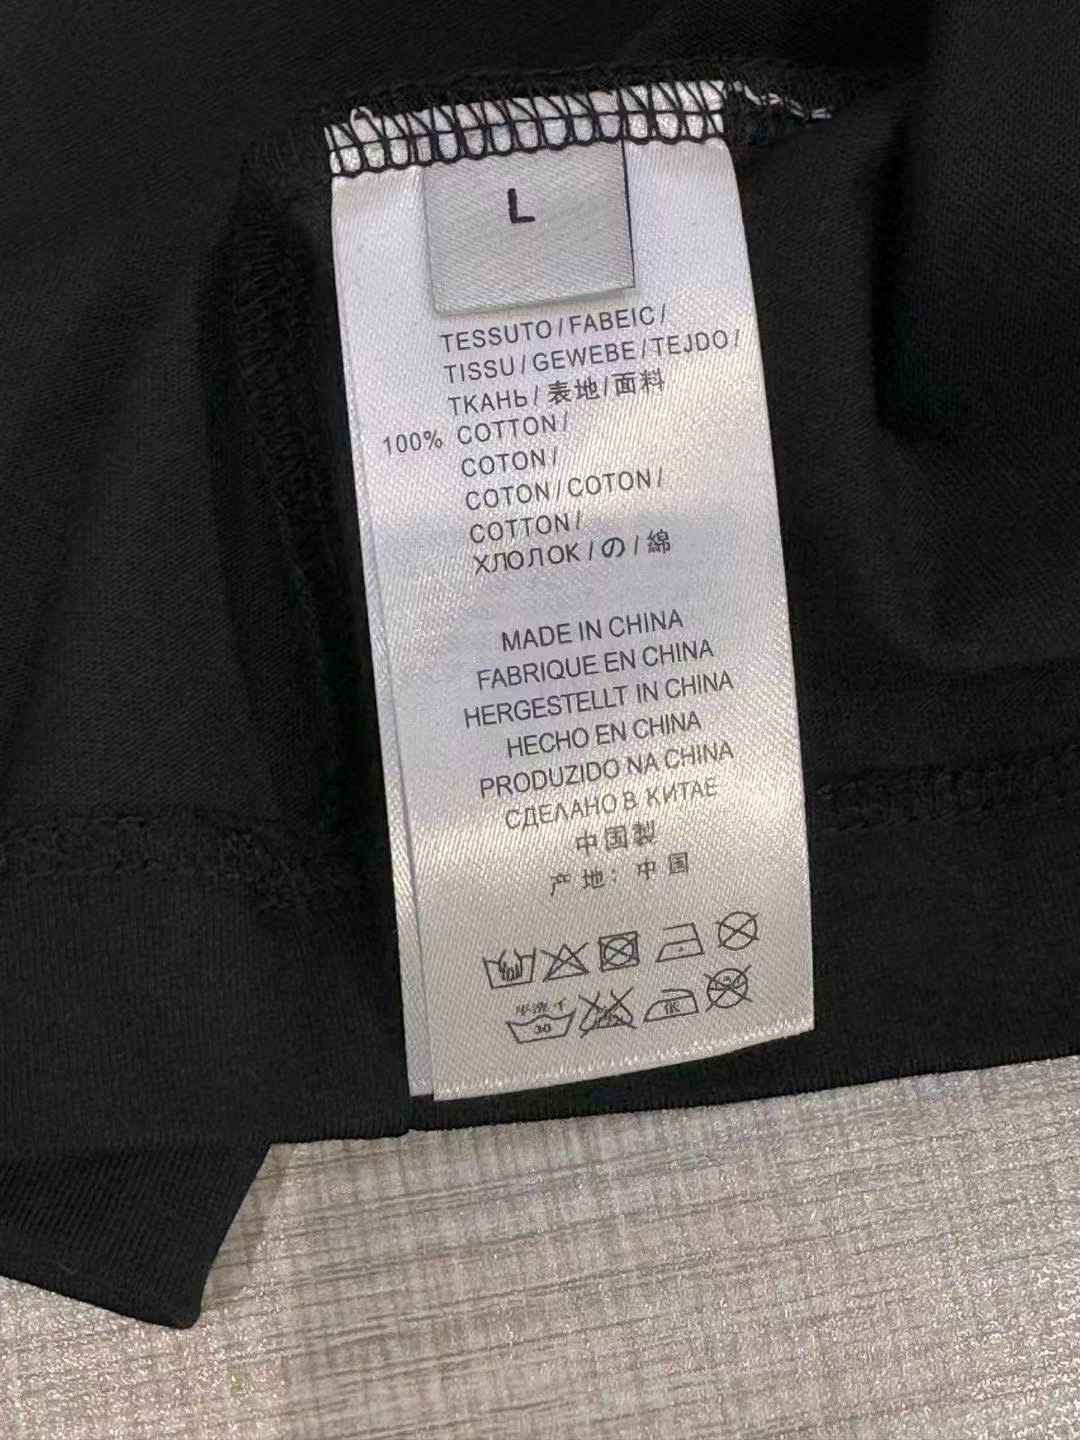 L
TESSUTO/FABEIC/
TISSU/GEWEBE/TEJDO/
ТКАНЬ/表地/面料
100% COTTON/
COTON/
COTON/COTON/
COTTON/
ХЛОЛОК/の/綿
MADE IN CHINA
FABRIQUE EN CHINA
HERGESTELLT IN CHINA
HECHO EN CHINA
PRODUZIDO NA CHINA
СДЕЛАНО В КИТАЕ
中国製
产地：中国
30 低